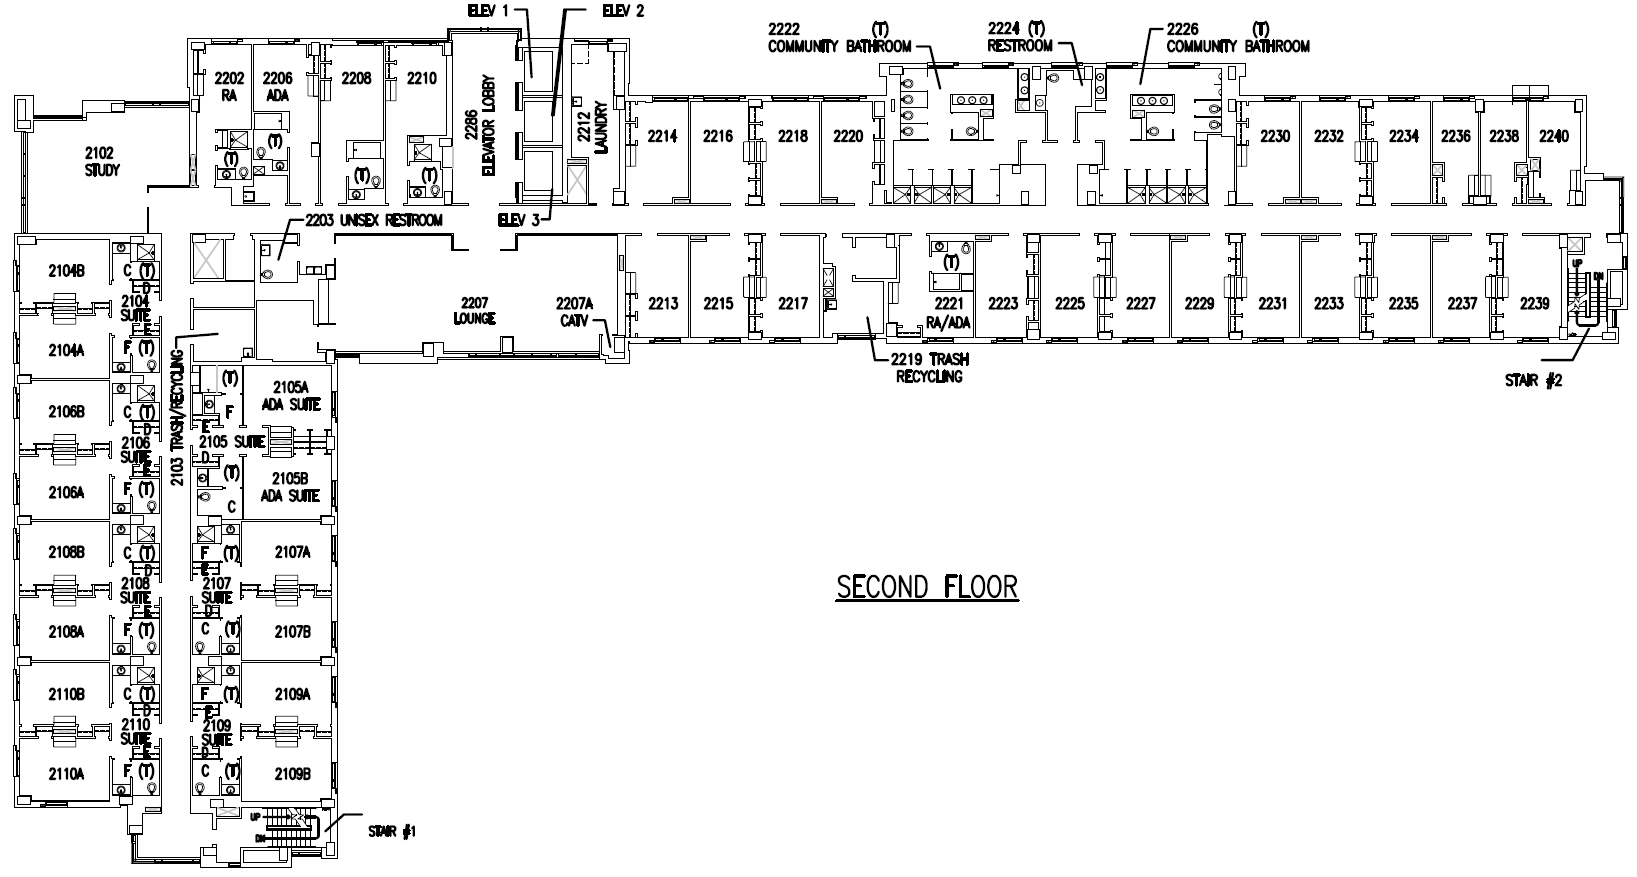 ELEV 1
ELEV 2
2222 (T)
COMMUNITY BATHROOM
2224 (T)
RESTROOM
2226 (T)
COMMUNITY BATHROOM
2202
RA
2206
ADA
2208
2210
2286
ELEVATOR LOBBY
2212
LAUNDRY
2214
2216
2218
2220
2230
2232
2234
2236
2238
2240
2102
STUDY
(T)
(T)
(T)
(T)
ELEV 3
2203 UNISEX RESTROOM
2104B
C (T)
D
2104
SUITE
E
2104A
F (T)
2207
LOUNGE
2207A
CATV
2213
2215
2217
(T)
2221
RA/ADA
2223
2225
2227
2229
2231
2233
2235
2237
2239
UP
DN
2219 TRASH
RECYCLING
STAIR #2
2103 TRASH/RECYCLING
2106B
C (T)
D
2106
SUITE
E
2106A
F (T)
(T)
F
E
2105A
ADA SUITE
2105 SUITE
D
(T)
C
2105B
ADA SUITE
2108B
C (T)
D
2108
SUITE
E
2108A
F (T)
F (T)
E
2107A
2107
SUITE
D
C (T)
2107B
SECOND FLOOR
2110B
C (T)
D
2110
SUITE
E
2110A
F (T)
F (T)
E
2109A
2109
SUITE
D
C (T)
2109B
UP
DN
STAIR #1